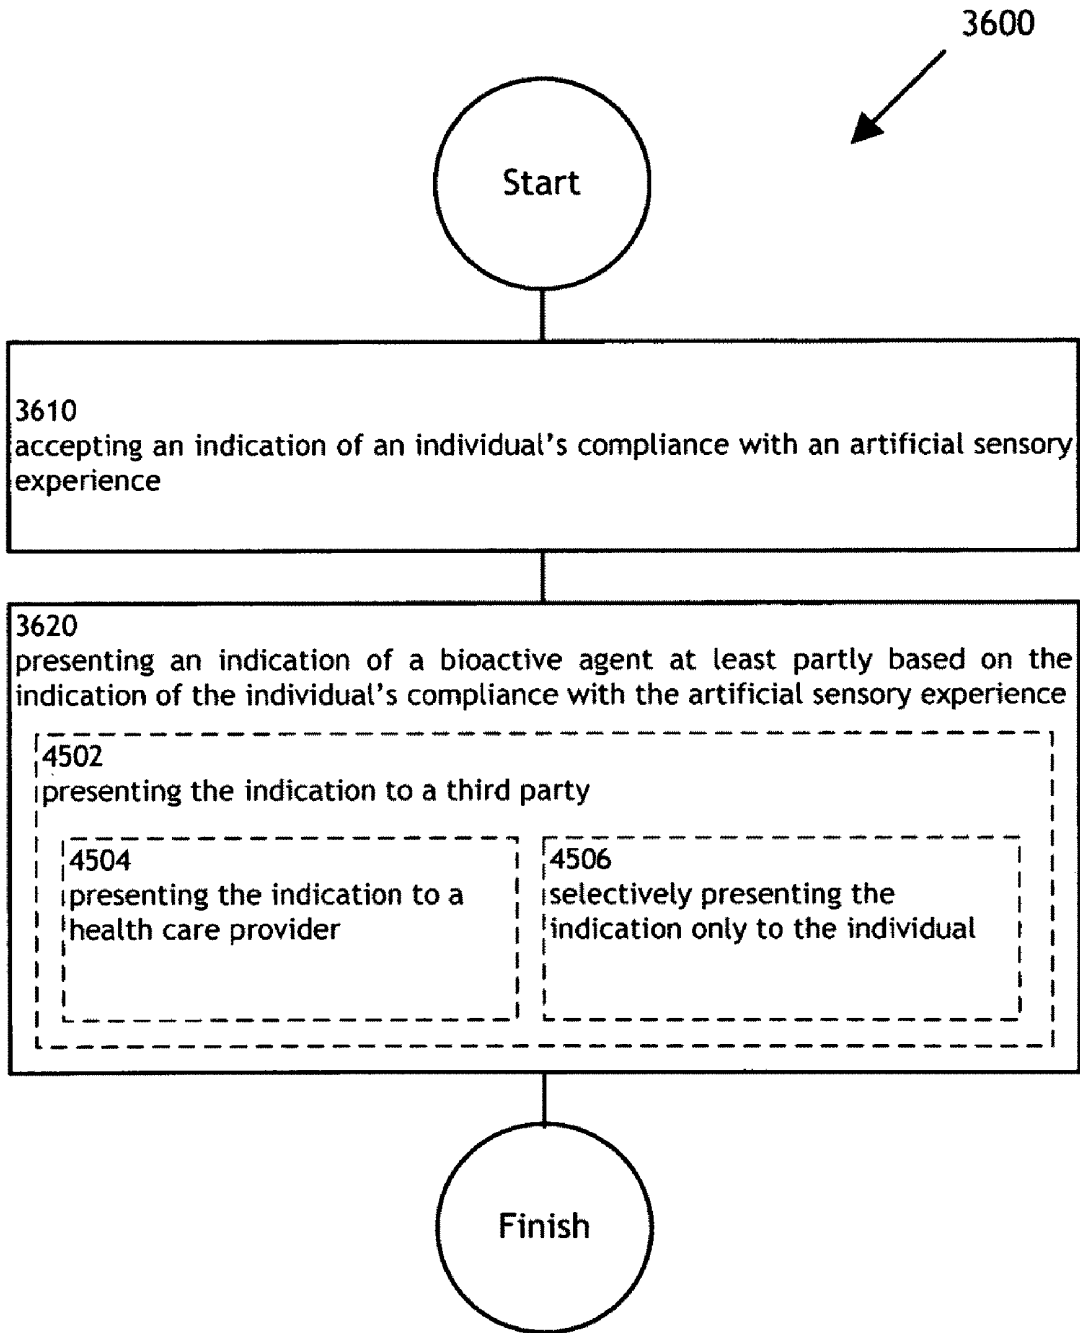 3600
Start
3610
accepting an indication of an individual's compliance with an artificial sensory
experience
3620
presenting an indication of a bioactive agent at least partly based on the
indication of the individual's compliance with the artificial sensory experience
4502
presenting the indication to a third party
4504
presenting the indication to a
health care provider
4506
selectively presenting the
indication only to the individual
Finish